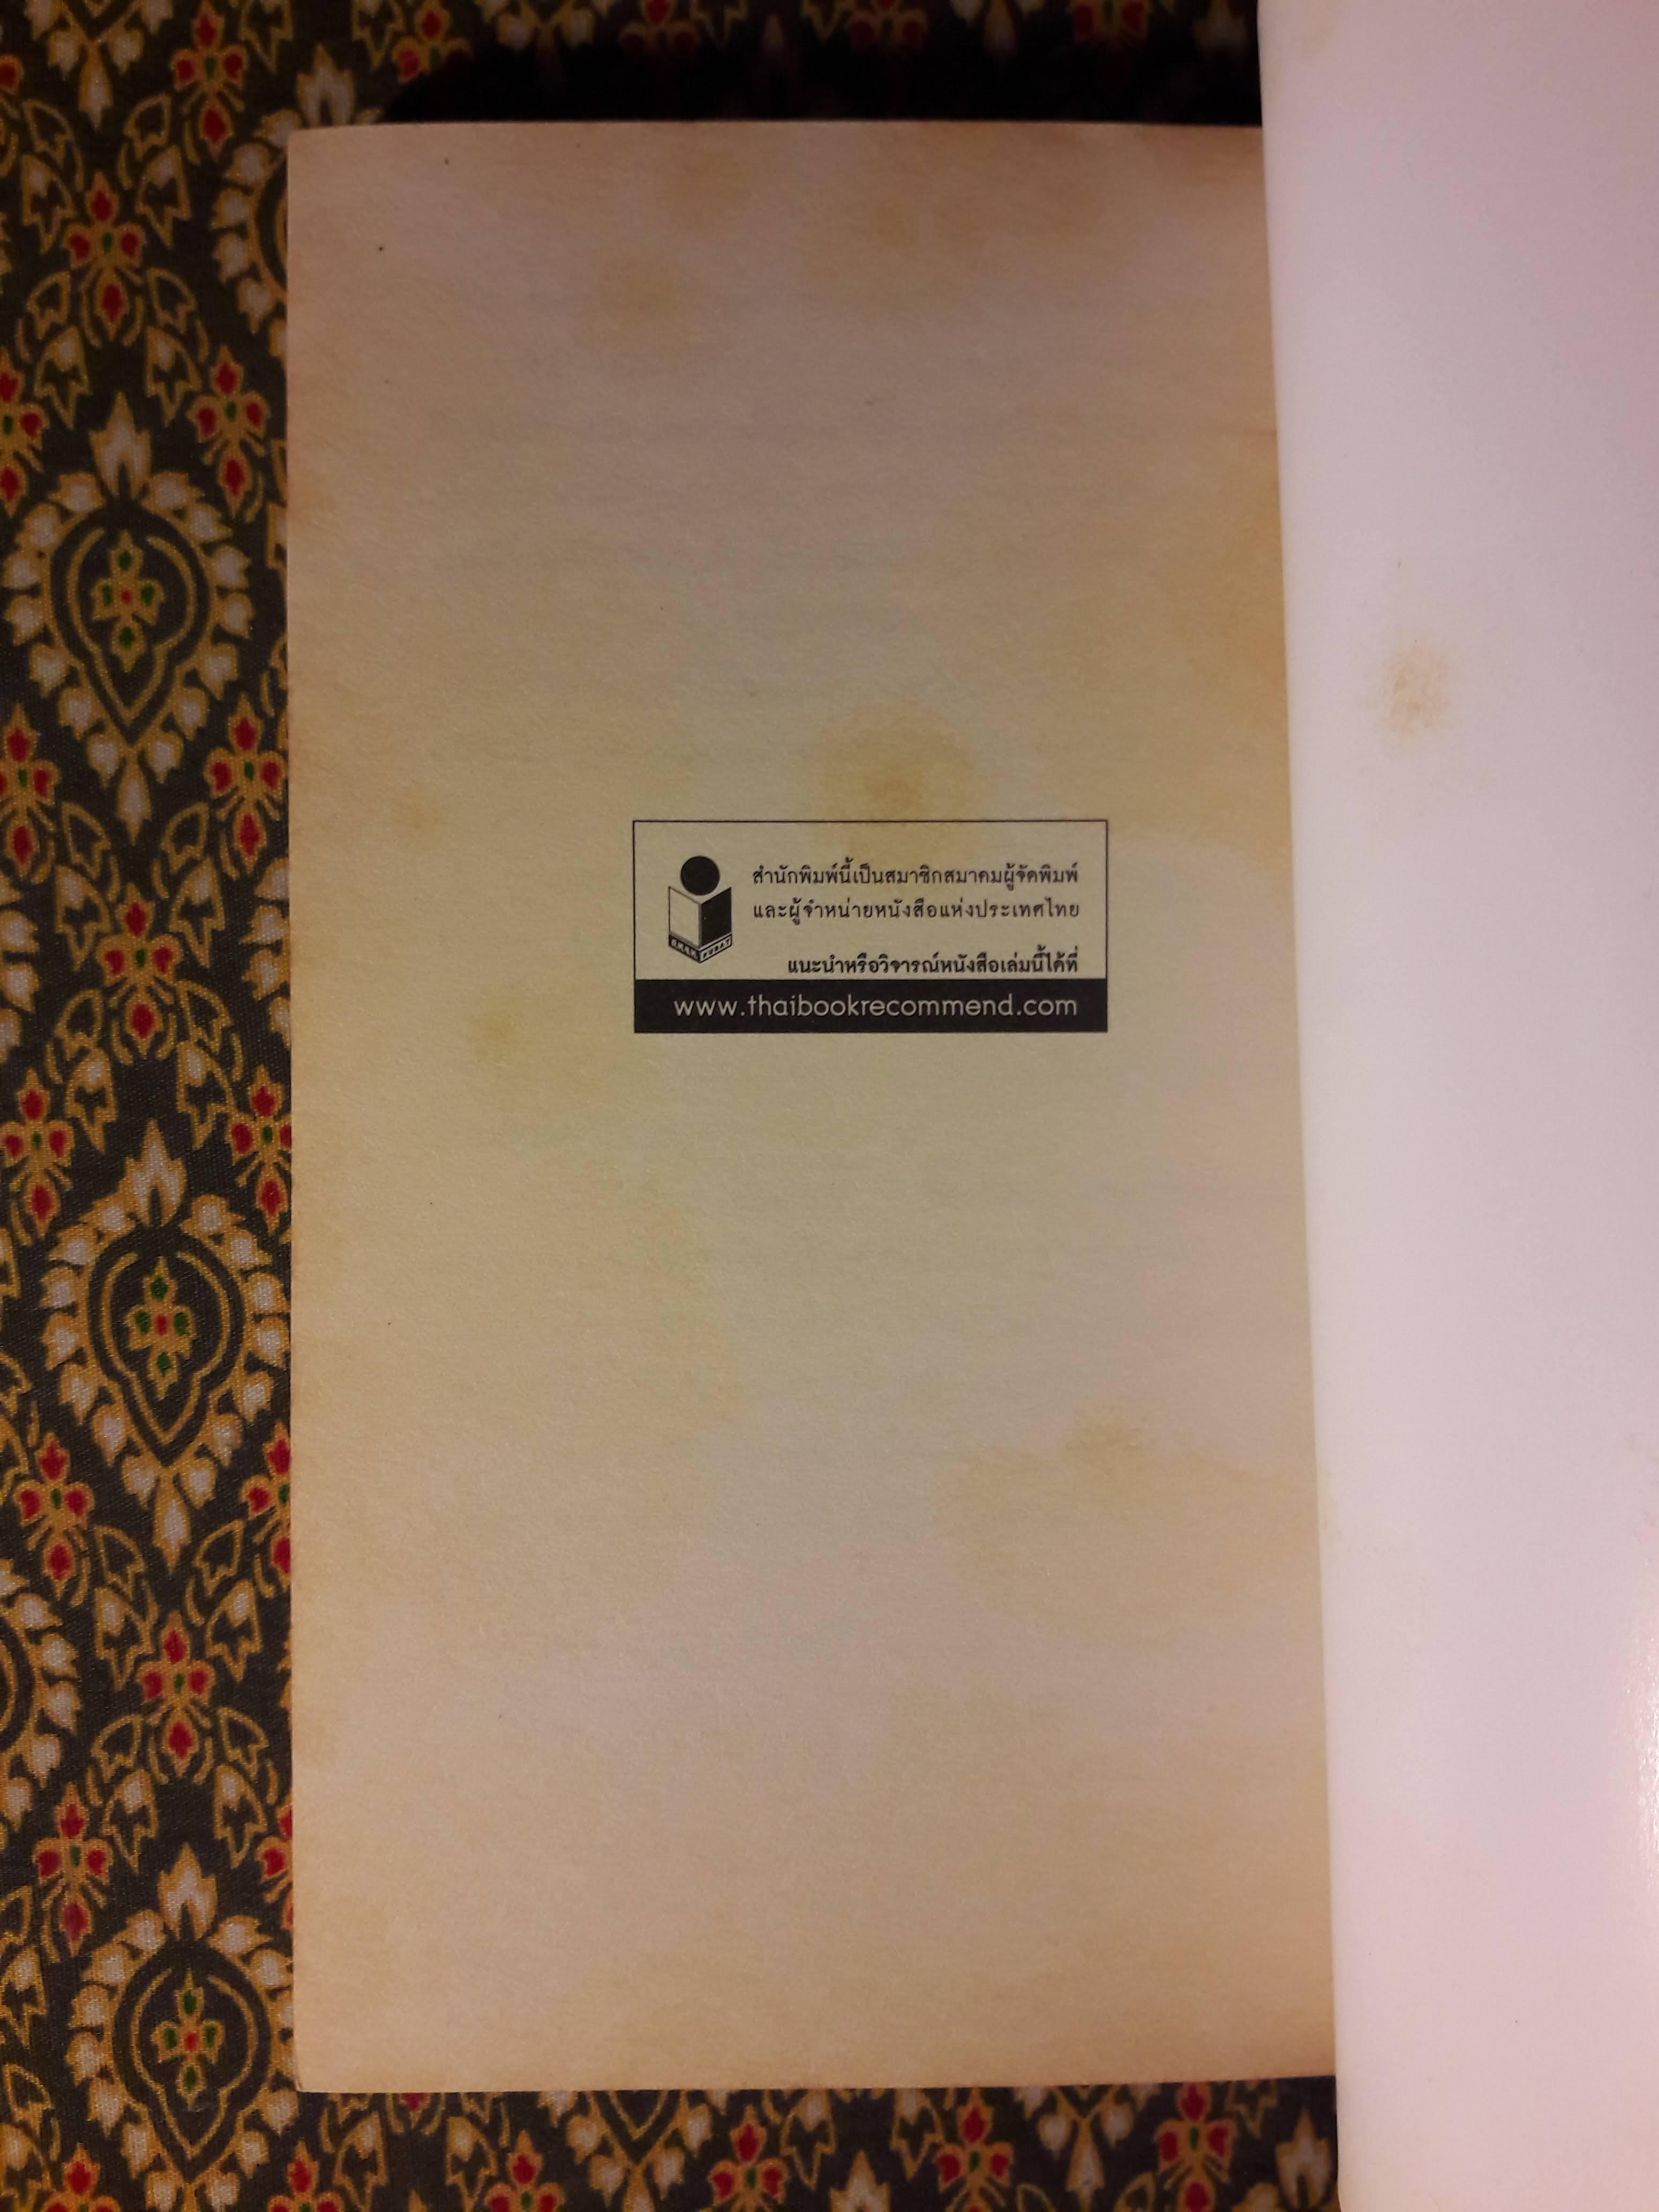 สำนักพิมพ์นี้เป็นสมาชิกสมาคมผู้จัดพิมพ์
และผู้จำหน่ายหนังสือแห่งประเทศไทย
PUBAT
แนะนำหรือวิจารณ์หนังสือเล่มนี้ได้ที่
www.thaibookrecommend.com